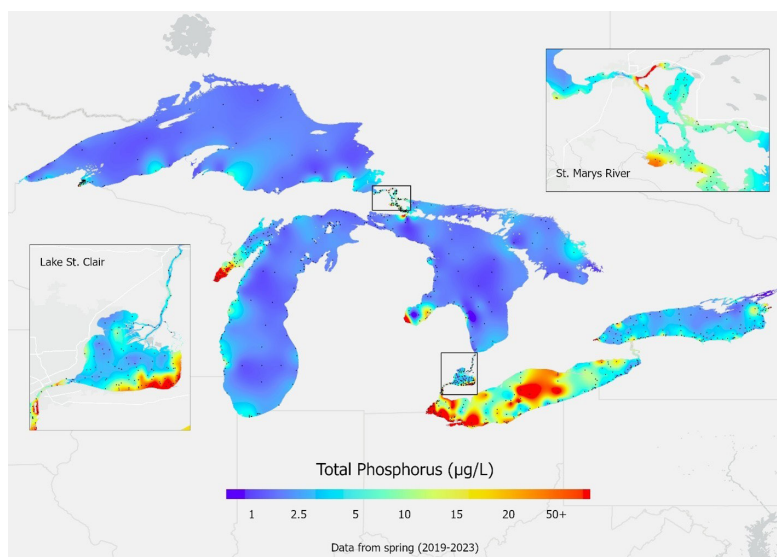 St. Marys River
Lake St. Clair
Total Phosphorus (µg/L)
1 2.5 5 10 15 20 50+
Data from spring (2019-2023)